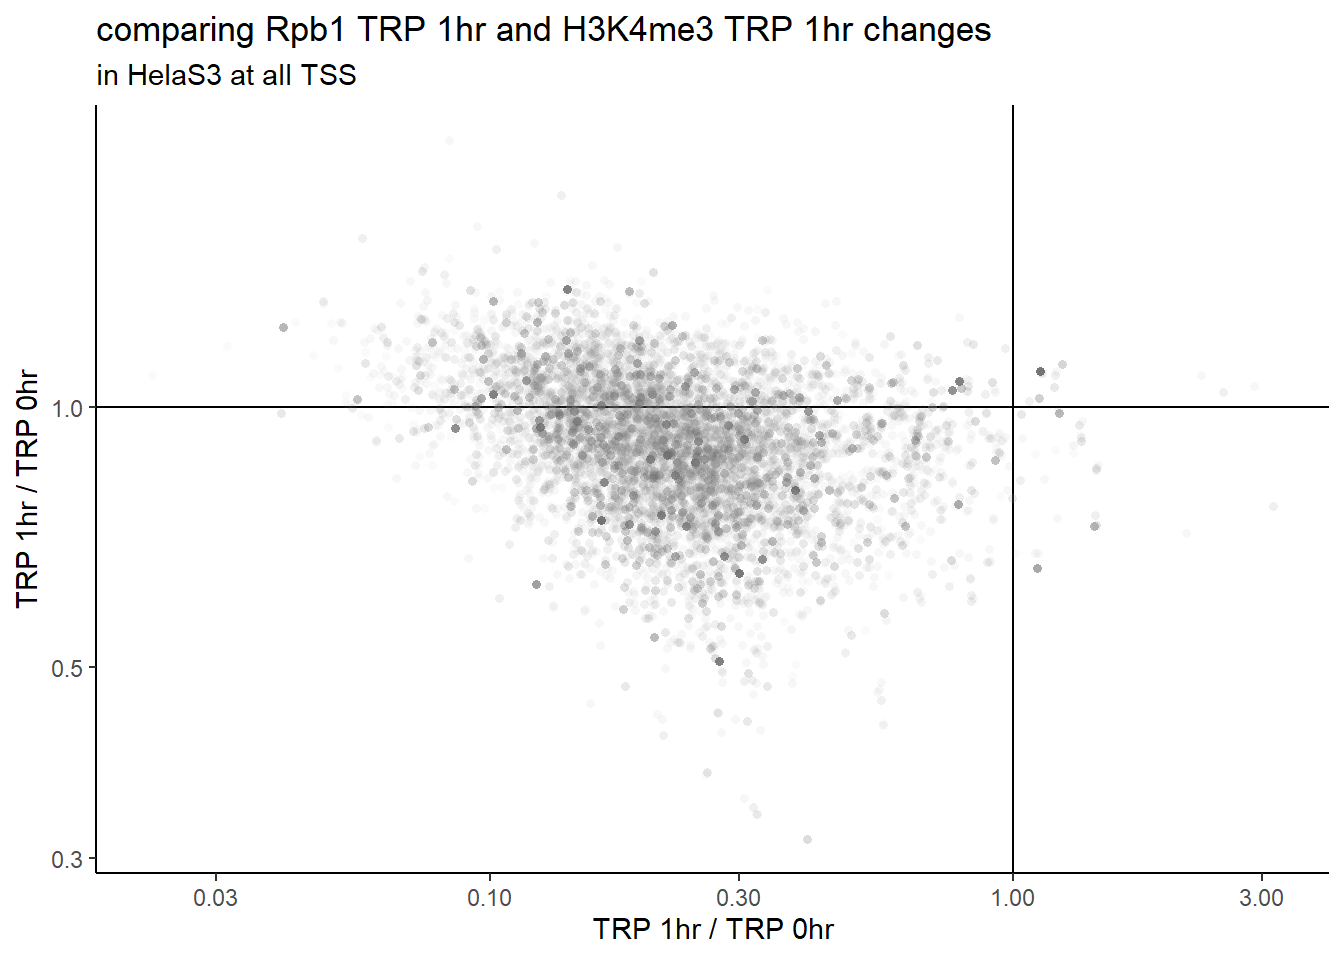 comparing Rpb1 TRP 1hr and H3K4me3 TRP 1hr changes
in HelaS3 at all TSS
TRP 1hr / TRP 0hr
1.0
0.5
0.3
0.03
0.10
0.30
1.00
3.00
TRP 1hr / TRP 0hr